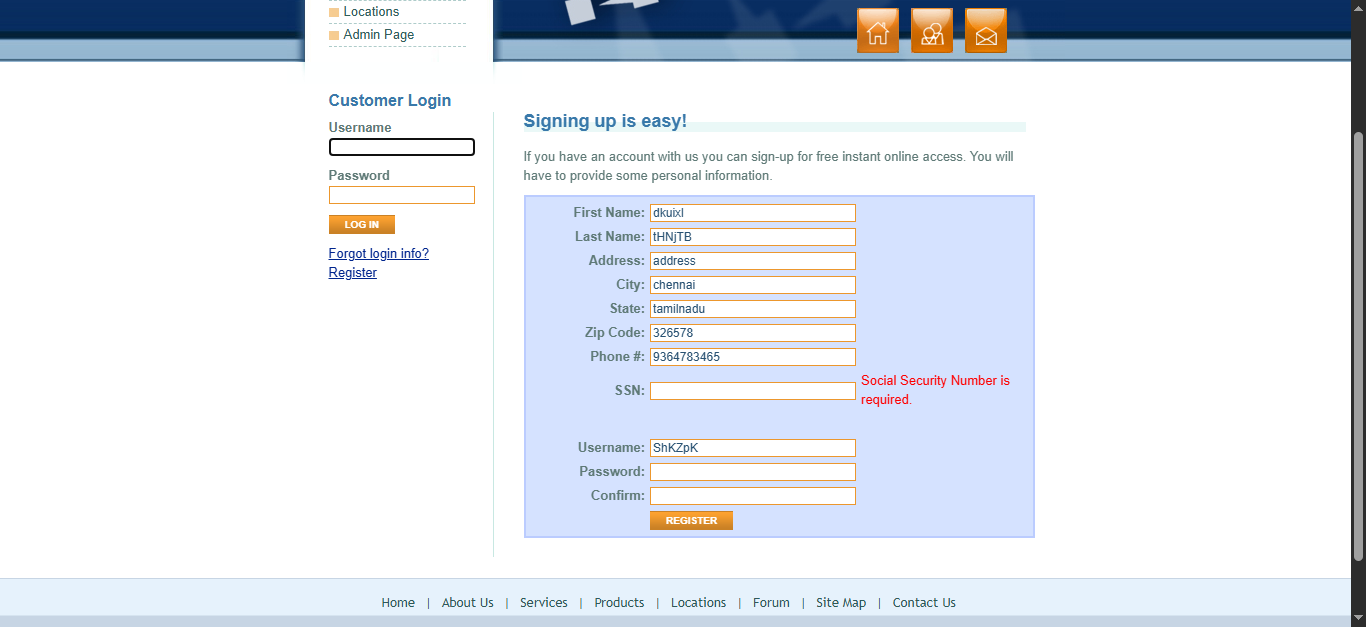 Locations
Admin Page
Customer Login
Username
Password
LOG IN
Forgot login info?
Register
Signing up is easy!
If you have an account with us you can sign-up for free instant online access. You will
have to provide some personal information.
First Name: dkuixl
Last Name: tHNjTB
Address: address
City: chennai
State: tamilnadu
Zip Code: 326578
Phone #: 9364783465
SSN: Social Security Number is
required.
Username: ShKZpK
Password:
Confirm:
REGISTER
Home | About Us | Services | Products | Locations | Forum | Site Map | Contact Us